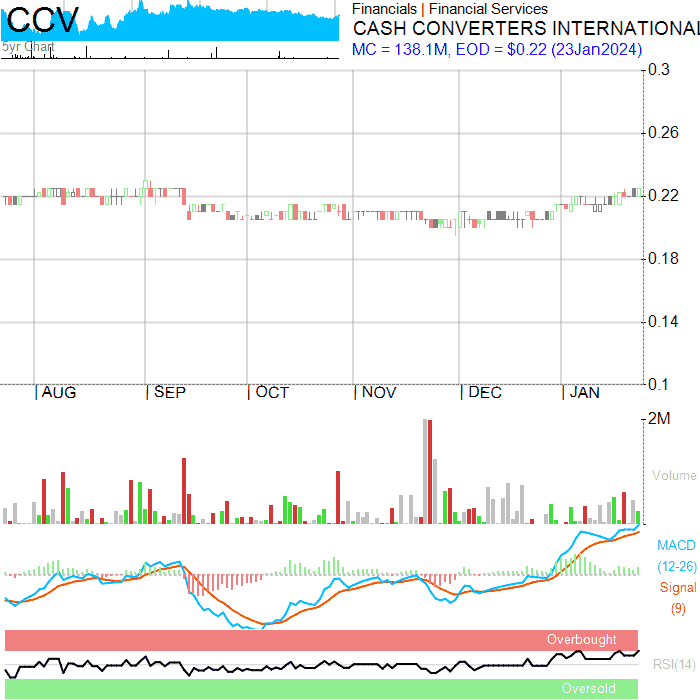 CCV
5yr Chart
Financials | Financial Services
CASH CONVERTERS INTERNATIONAL
MC = 138.1M, EOD = $0.22 (23Jan2024)
0.3
0.26
0.22
0.18
0.14
0.1
AUG SEP OCT NOV DEC JAN
2M
Volume
MACD
(12-26)
Signal
(9)
Overbought
RSI(14)
Oversold